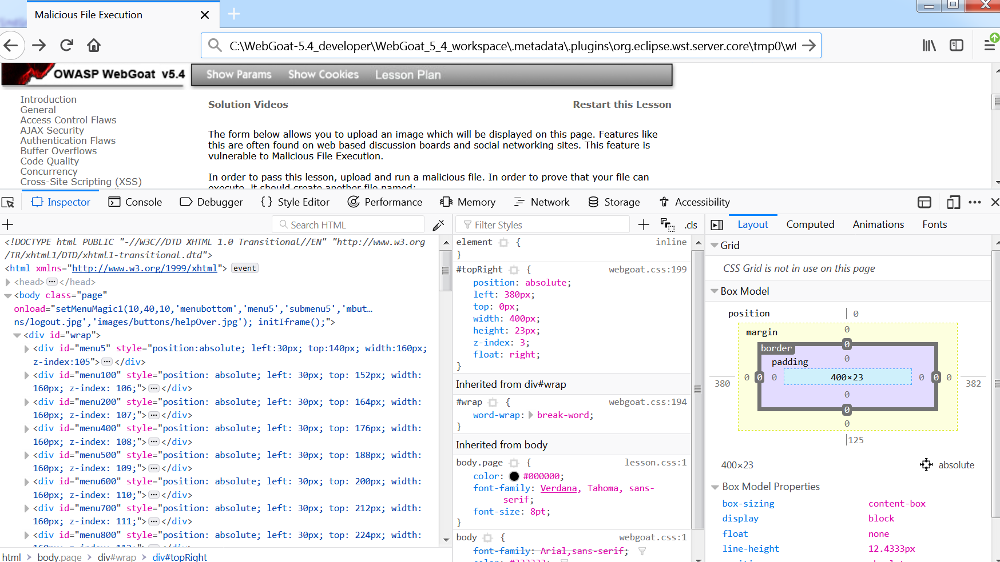 Malicious File Execution
C:\WebGoat-5.4_developer\WebGoat_5_4_workspace\.metadata\.plugins\org.eclipse.wst.server.core\tmp0\wt
OWASP WebGoat v5.4
Show Params Show Cookies Lesson Plan
Introduction
General
Access Control Flaws
AJAX Security
Authentication Flaws
Buffer Overflows
Code Quality
Concurrency
Cross-Site Scripting (XSS)
Solution Videos Restart this Lesson
The form below allows you to upload an image which will be displayed on this page. Features like
this are often found on web based discussion boards and social networking sites. This feature is
vulnerable to Malicious File Execution.
In order to pass this lesson, upload and run a malicious file. In order to prove that your file can
execute, it should create another file named:
Inspector Console Debugger {} Style Editor Performance Memory Network Storage Accessibility
Search HTML
<!DOCTYPE html PUBLIC "-//W3C//DTD XHTML 1.0 Transitional//EN" "http://www.w3.org
/TR/xhtml1/DTD/xhtml1-transitional.dtd">
<html xmlns="http://www.w3.org/1999/xhtml"> event
<head> ••• </head>
<body class="page"
onload="setMenuMagic1(10,40,10,'menubottom','menu5','submenu5','mbut…
ns/logout.jpg','images/buttons/helpOver.jpg'); initIframe();">
<div id="wrap">
<div id="menu5" style="position:absolute; left:30px; top:140px; width:160px;
z-index:105"> ••• </div>
<div id="menu100" style="position: absolute; left: 30px; top: 152px; width:
160px; z-index: 106;"> ••• </div>
<div id="menu200" style="position: absolute; left: 30px; top: 164px; width:
160px; z-index: 107;"> ••• </div>
<div id="menu400" style="position: absolute; left: 30px; top: 176px; width:
160px; z-index: 108;"> ••• </div>
<div id="menu500" style="position: absolute; left: 30px; top: 188px; width:
160px; z-index: 109;"> ••• </div>
<div id="menu600" style="position: absolute; left: 30px; top: 200px; width:
160px; z-index: 110;"> ••• </div>
<div id="menu700" style="position: absolute; left: 30px; top: 212px; width:
160px; z-index: 111;"> ••• </div>
<div id="menu800" style="position: absolute; left: 30px; top: 224px; width:
html > body.page > div#wrap > div#topRight
Filter Styles + .cls
element { inline
}
#topRight { webgoat.css:199
position: absolute;
left: 380px;
top: 0px;
width: 400px;
height: 23px;
z-index: 3;
float: right;
}
Inherited from div#wrap
#wrap { webgoat.css:194
word-wrap: break-word;
}
Inherited from body
body.page { lesson.css:1
color: #000000;
font-family: Verdana, Tahoma, sans-
serif;
font-size: 8pt;
}
body { webgoat.css:1
font-family: Arial,sans-serif;
Layout Computed Animations Fonts
Grid
CSS Grid is not in use on this page
Box Model
position 0
margin 0
border 0
padding 0
380 0 0 0 400×23 0 0 0 382
0
0
0
125
400×23 absolute
Box Model Properties
box-sizing content-box
display block
float none
line-height 12.4333px